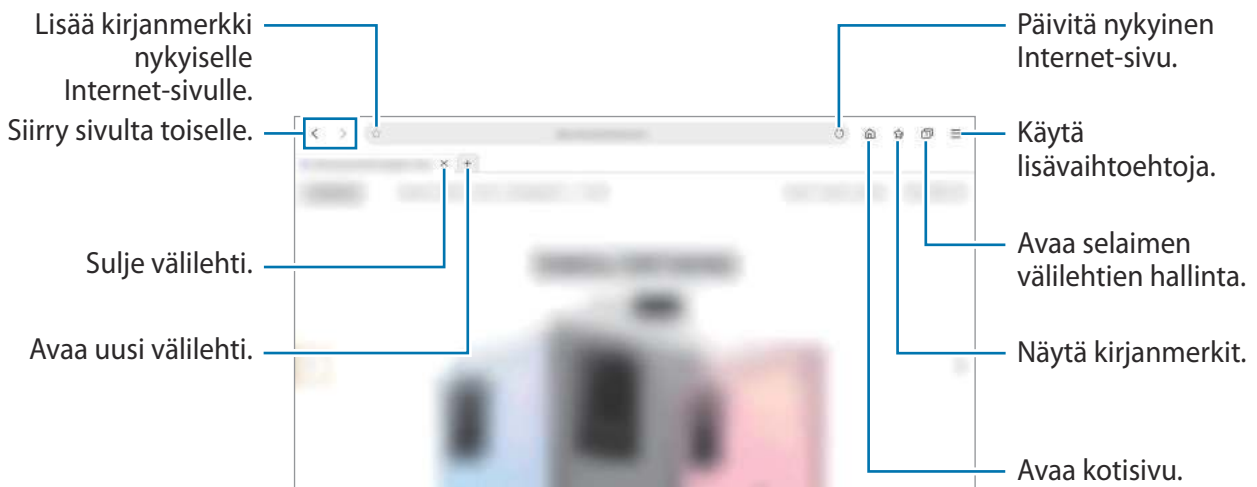 Lisää kirjanmerkki
nykyiselle
Internet-sivulle.
Siirry sivulta toiselle.
Sulje välilehti.
Avaa uusi välilehti.
Päivitä nykyinen
Internet-sivu.
Käytä
lisävaihtoehtoja.
Avaa selaimen
välilehtien hallinta.
Näytä kirjanmerkit.
Avaa kotisivu.